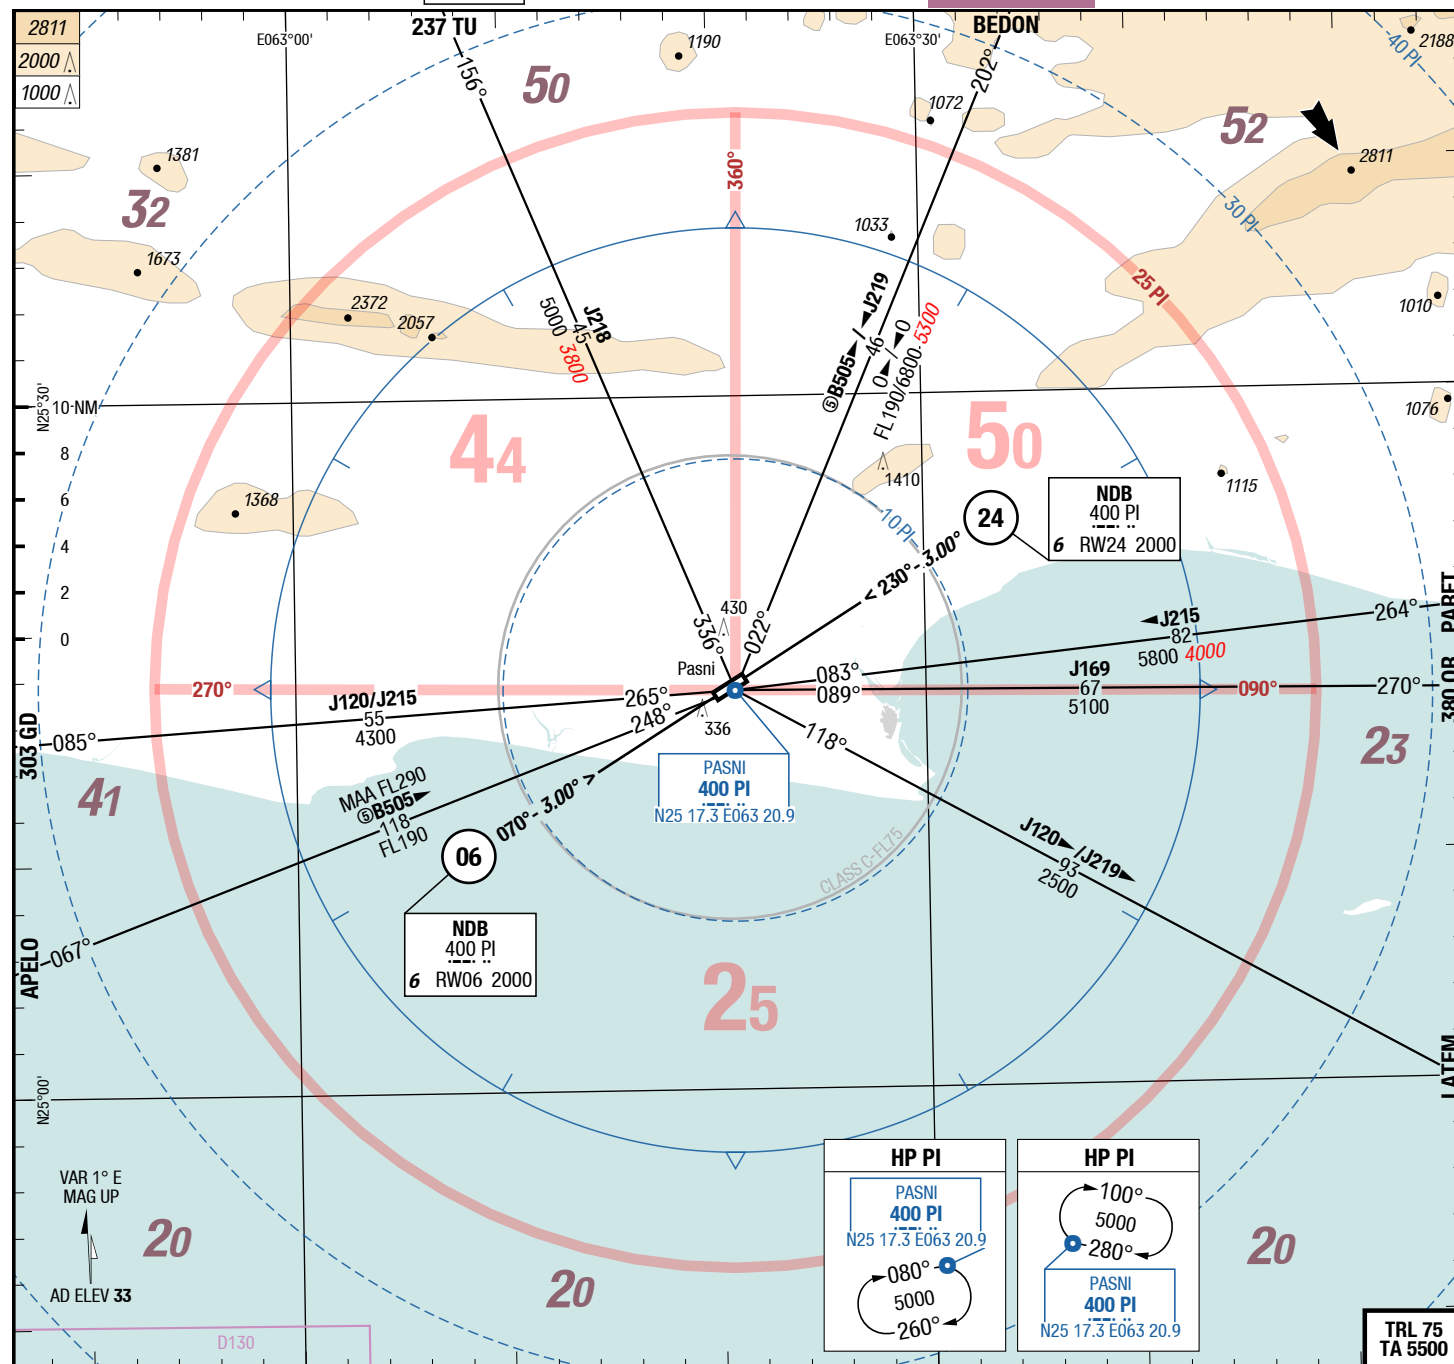 2811
2000
1000
237 TU
BEDON
E063°00'
E063°30'
156°
202°
1190
2188
40 PI
50
1072
52
2811
1381
32
360°
30 PI
1673
1033
25 PI
2372
2057
1010
J218
45
5000 3800
⑤B505 / J219
46
0 / 0
FL190/6800 5300
N25°30'
10 NM
8
6
4
2
0
1076
44
50
1410
1115
1368
10 PI
24
NDB
400 PI
6 RW24 2000
< 230° - 3.00°
430
336°
022°
Pasni
J215
82
5800 4000
264°
380 OR PARET
083°
089°
J169
67
5100
090°
270°
270°
J120/J215
55
4300
265°
248°
336
118°
085°
303 GD
PASNI
400 PI
N25 17.3 E063 20.9
23
41
MAA FL290
⑤B505
118
FL190
070° - 3.00° >
06
CLASS C-FL75
J120 /J219
93
2500
NDB
400 PI
6 RW06 2000
067°
APELO
25
LATEM
N25°00'
VAR 1° E
MAG UP
AD ELEV 33
20
20
20
HP PI
PASNI
400 PI
N25 17.3 E063 20.9
080°
5000
260°
HP PI
100°
5000
280°
PASNI
400 PI
N25 17.3 E063 20.9
D130
TRL 75
TA 5500